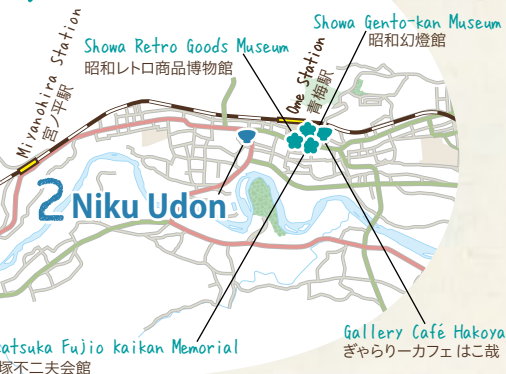 Showa Gento-kan Museum
昭和幻燈館
Showa Retro Goods Museum
昭和レトロ商品博物館
Miyanohira Station
宮ノ平駅
Ome Station
青梅駅
2 Niku Udon
atsuka Fujio Kaikan Memorial
塚不二夫会館
Gallery Café Hakoya
ぎゃらりーカフェ はこ哉